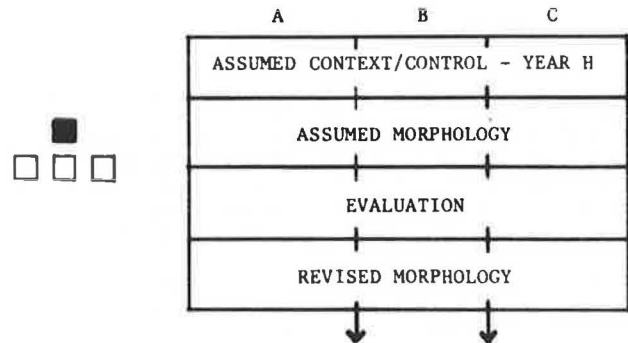 A B C
ASSUMED CONTEXT/CONTROL - YEAR H
ASSUMED MORPHOLOGY
EVALUATION
REVISED MORPHOLOGY